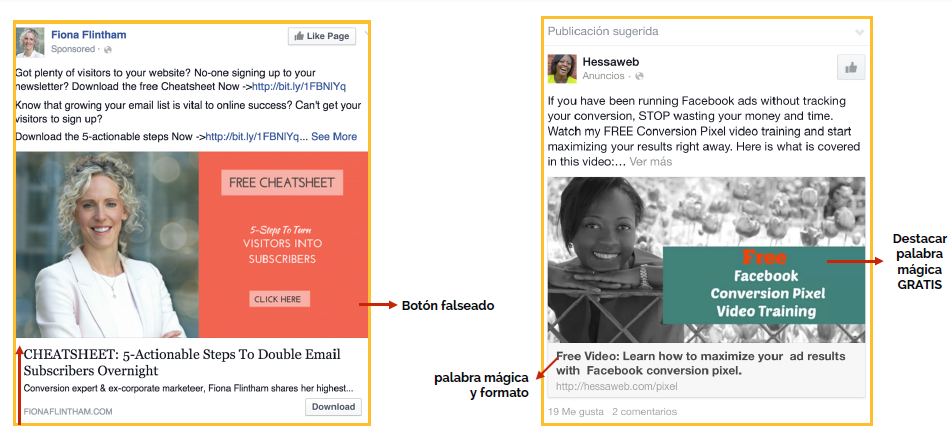 Fiona Flintham
Sponsored ·
Like Page
Got plenty of visitors to your website? No-one signing up to your
newsletter? Download the free Cheatsheet Now ->http://bit.ly/1FBNlYq
Know that growing your email list is vital to online success? Can't get your
visitors to sign up?
Download the 5-actionable steps Now ->http://bit.ly/1FBNlYq... See More
FREE CHEATSHEET
5-Steps To Turn
VISITORS INTO
SUBSCRIBERS
CLICK HERE
CHEATSHEET: 5-Actionable Steps To Double Email
Subscribers Overnight
Conversion expert & ex-corporate marketeer, Fiona Flintham shares her highest...
FIONAFLINTHAM.COM
Download
Botón falseado
Publicación sugerida
Hessaweb
Anuncios ·
If you have been running Facebook ads without tracking
your conversion, STOP wasting your money and time.
Watch my FREE Conversion Pixel video training and start
maximizing your results right away. Here is what is covered
in this video:... Ver más
Free
Facebook
Conversion Pixel
Video Training
Free Video: Learn how to maximize your ad results
with Facebook conversion pixel.
http://hessaweb.com/pixel
19 Me gusta 2 comentarios
palabra mágica
y formato
Destacar
palabra
mágica
GRATIS